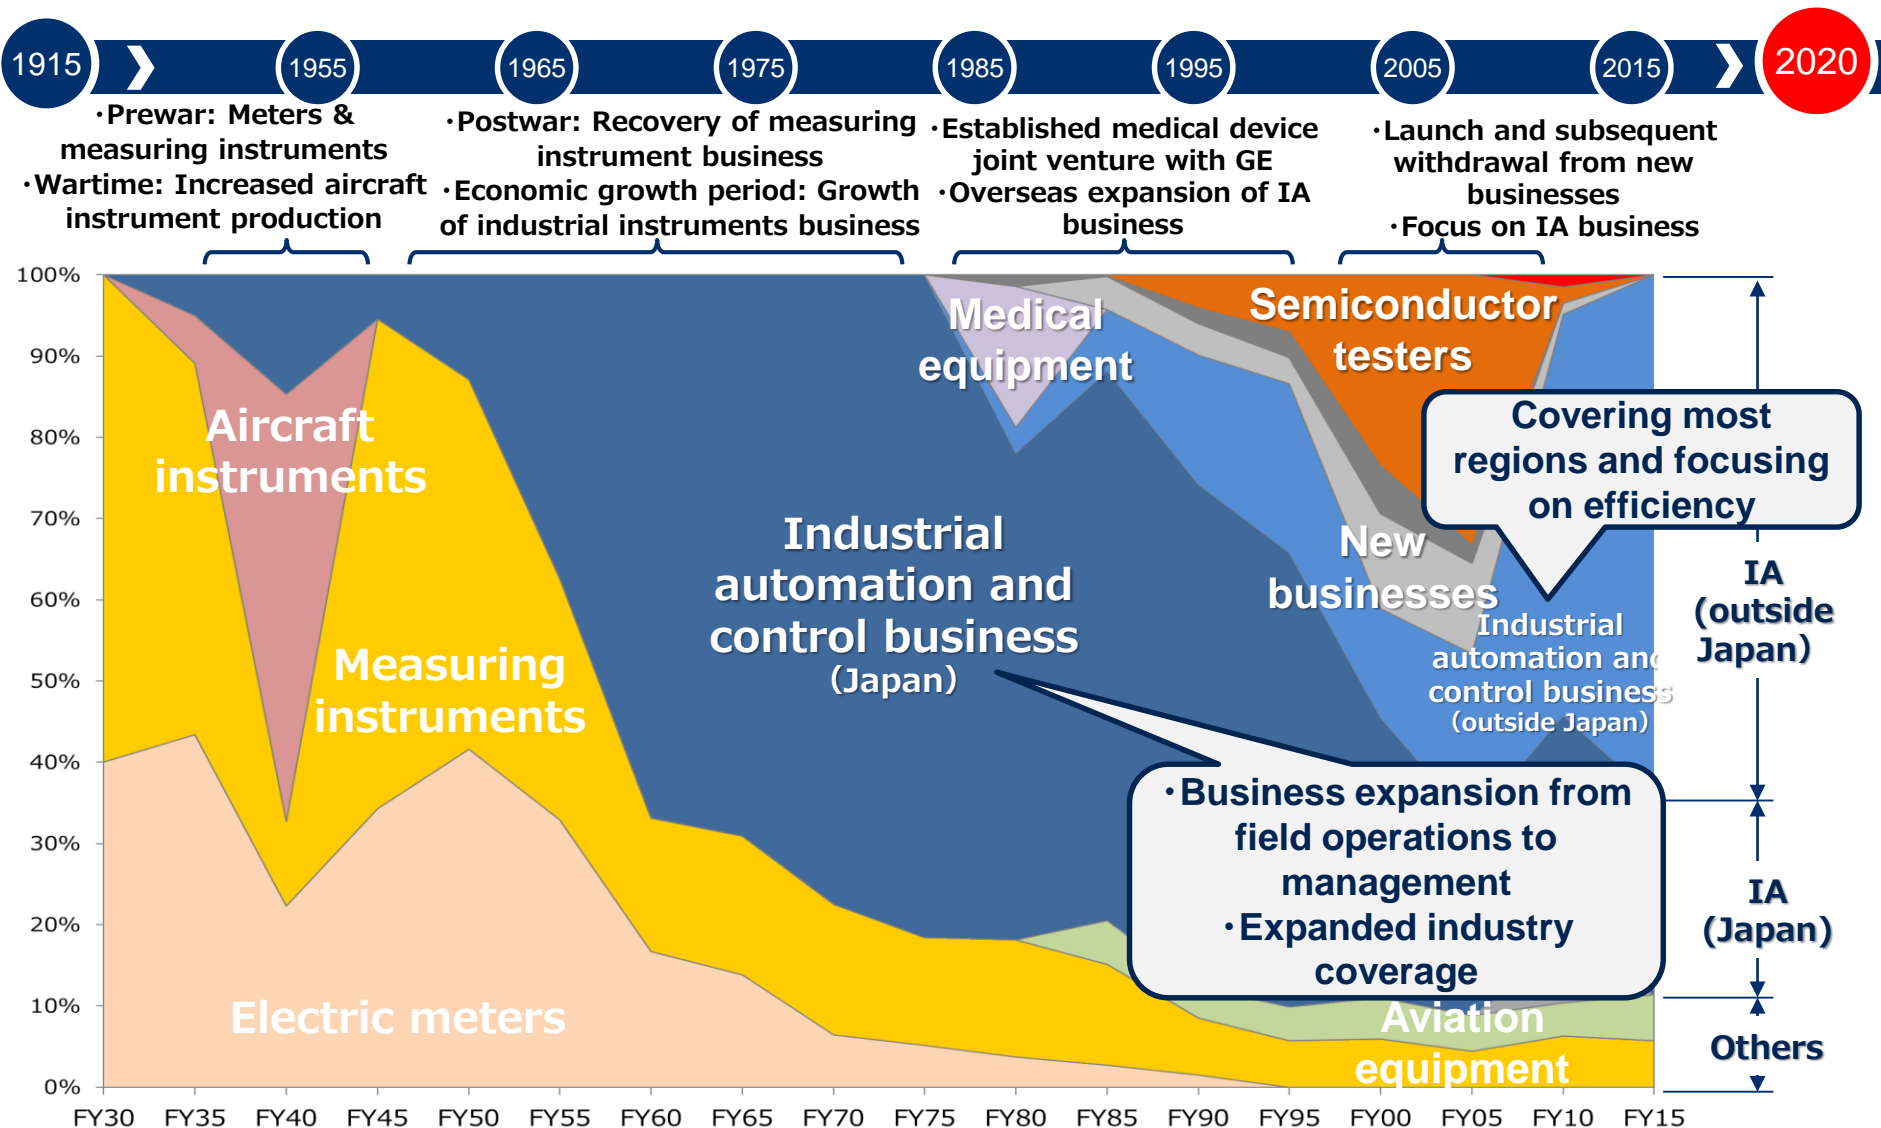 1915
1955
1965
1975
1985
1995
2005
2015
2020
・Prewar: Meters &
measuring instruments
・Wartime: Increased aircraft
instrument production
・Postwar: Recovery of measuring
instrument business
・Economic growth period: Growth
of industrial instruments business
・Established medical device
joint venture with GE
・Overseas expansion of IA
business
・Launch and subsequent
withdrawal from new
businesses
・Focus on IA business
100%
90%
80%
70%
60%
50%
40%
30%
20%
10%
0%
Aircraft
instruments
Measuring
instruments
Electric meters
Industrial
automation and
control business
(Japan)
Medical
equipment
Semiconductor
testers
New
businesses
Covering most
regions and focusing
on efficiency
Industrial
automation and
control business
(outside Japan)
・Business expansion from
field operations to
management
・Expanded industry
coverage
Aviation
equipment
IA
(outside
Japan)
IA
(Japan)
Others
FY30
FY35
FY40
FY45
FY50
FY55
FY60
FY65
FY70
FY75
FY80
FY85
FY90
FY95
FY00
FY05
FY10
FY15